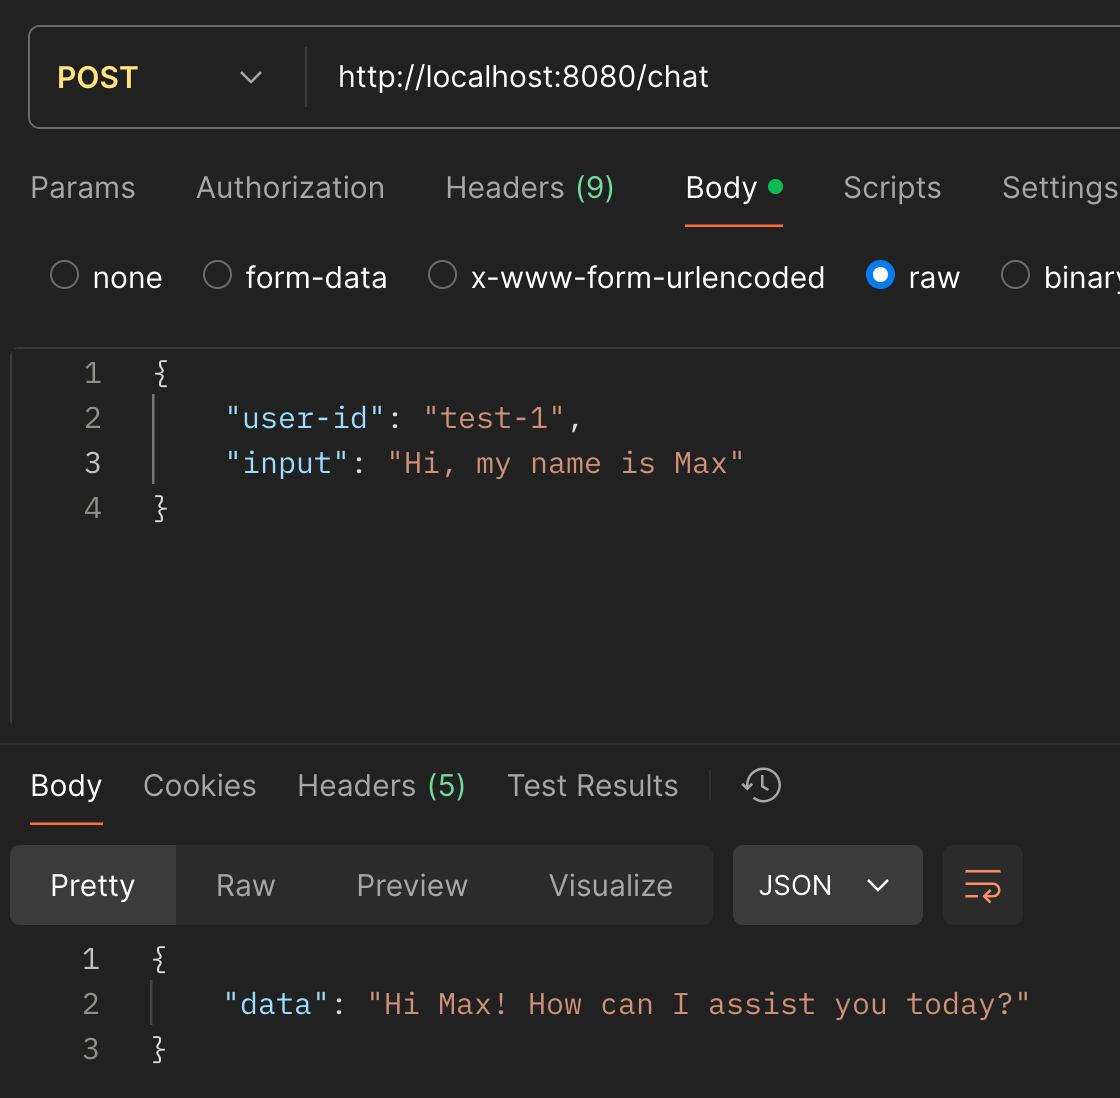 POST http://localhost:8080/chat
Params Authorization Headers (9) Body Scripts Settings
none form-data x-www-form-urlencoded raw binary
1 {
2 "user-id": "test-1",
3 "input": "Hi, my name is Max"
4 }
Body Cookies Headers (5) Test Results
Pretty Raw Preview Visualize JSON
1 {
2 "data": "Hi Max! How can I assist you today?"
3 }